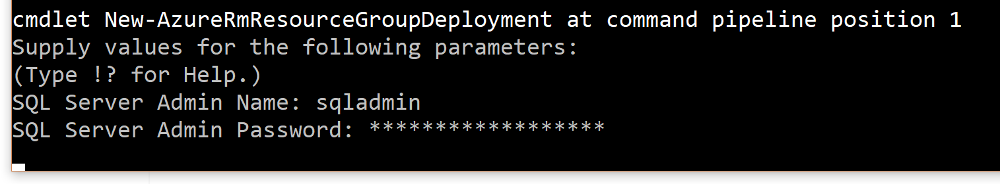 cmdlet New-AzureRmResourceGroupDeployment at command pipeline position 1
Supply values for the following parameters:
(Type !? for Help.)
SQL Server Admin Name: sqladmin
SQL Server Admin Password: ******************